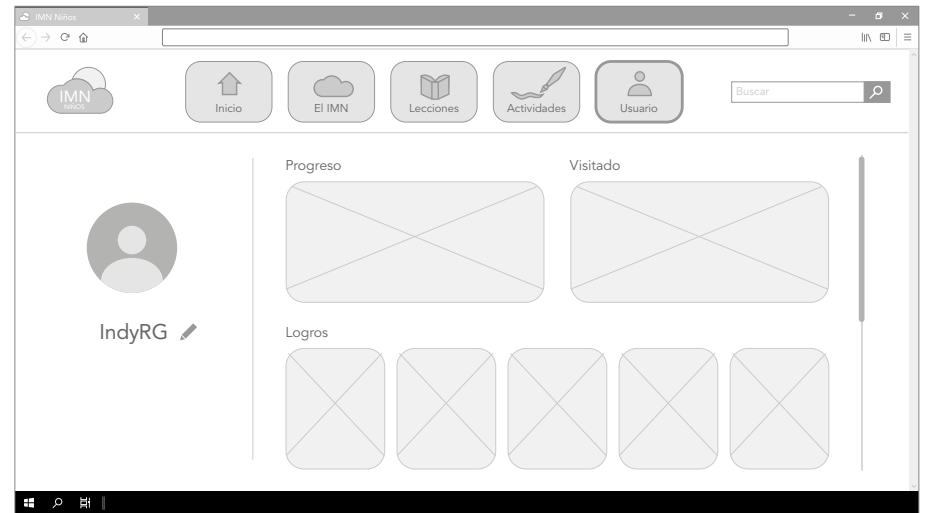 IMN Niños
IMN
NIÑOS
Inicio
El IMN
Lecciones
Actividades
Usuario
Buscar
Progreso
Visitado
IndyRG
Logros